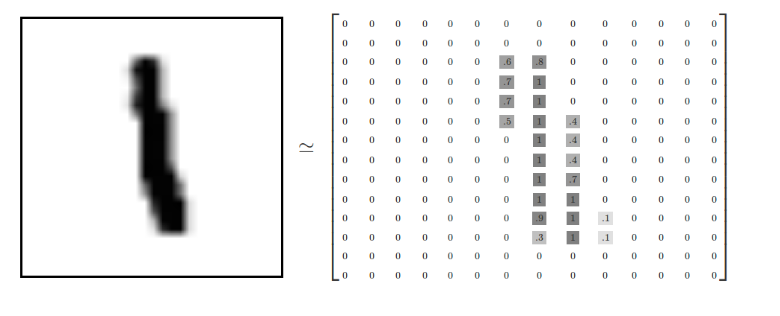 ≃
0 0 0 0 0 0 0 0 0 0 0 0 0 0
0 0 0 0 0 0 0 0 0 0 0 0 0 0
0 0 0 0 0 0 .6 .8 0 0 0 0 0 0
0 0 0 0 0 0 .7 1 0 0 0 0 0 0
0 0 0 0 0 0 .7 1 0 0 0 0 0 0
0 0 0 0 0 0 .5 1 .4 0 0 0 0 0
0 0 0 0 0 0 0 1 .4 0 0 0 0 0
0 0 0 0 0 0 0 1 .4 0 0 0 0 0
0 0 0 0 0 0 0 1 .7 0 0 0 0 0
0 0 0 0 0 0 0 1 1 0 0 0 0 0
0 0 0 0 0 0 0 .9 1 .1 0 0 0 0
0 0 0 0 0 0 0 .3 1 .1 0 0 0 0
0 0 0 0 0 0 0 0 0 0 0 0 0 0
0 0 0 0 0 0 0 0 0 0 0 0 0 0